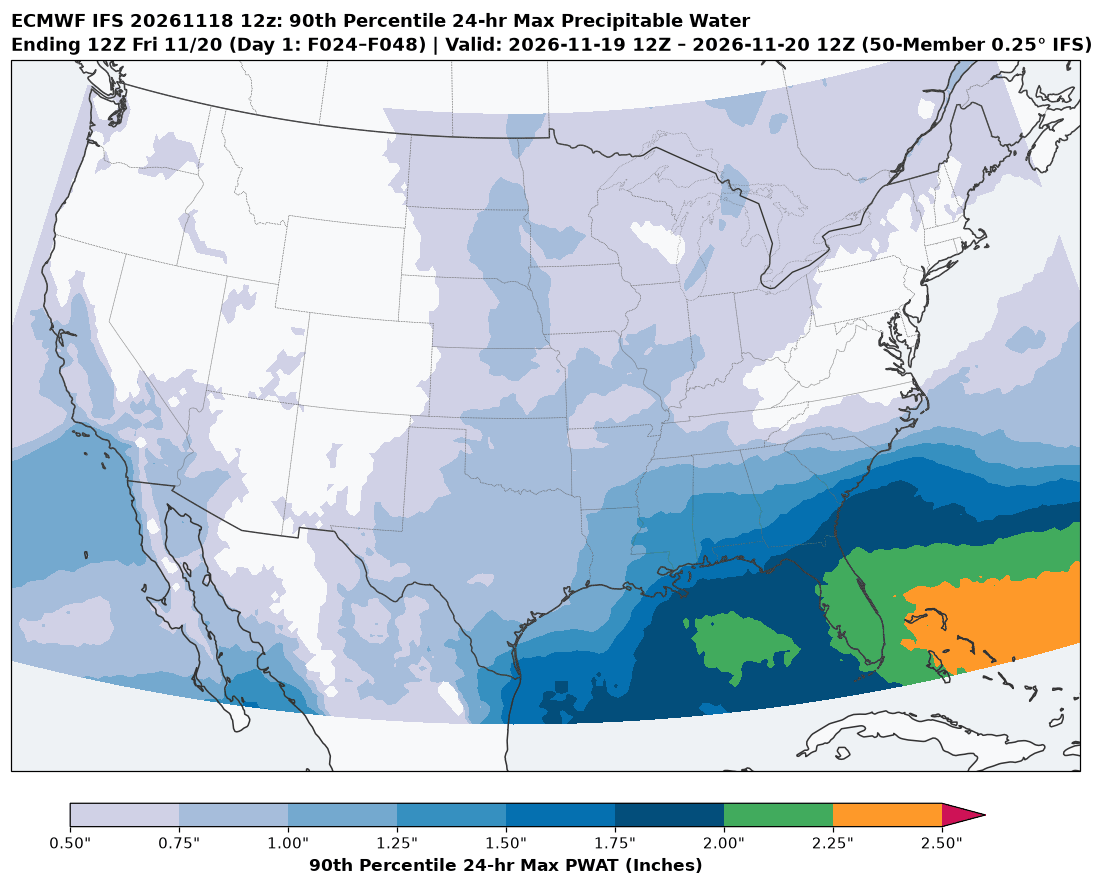 ECMWF IFS 20261118 12z: 90th Percentile 24-hr Max Precipitable Water
Ending 12Z Fri 11/20 (Day 1: F024–F048) | Valid: 2026-11-19 12Z – 2026-11-20 12Z (50-Member 0.25° IFS)
0.50" 0.75" 1.00" 1.25" 1.50" 1.75" 2.00" 2.25" 2.50"
90th Percentile 24-hr Max PWAT (Inches)